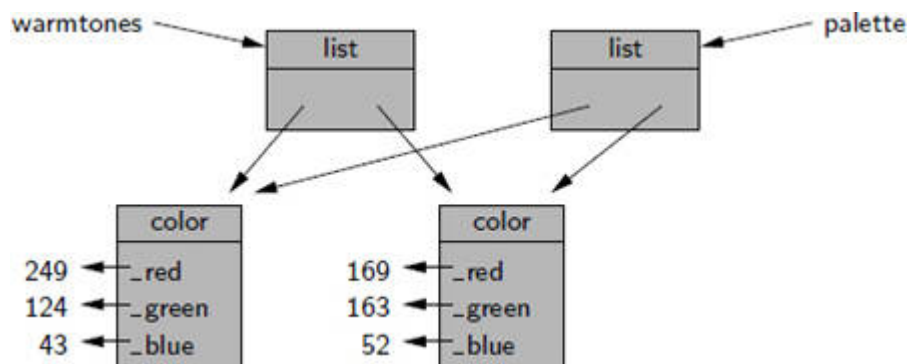 warmtones
palette
list
list
color
color
249 _red
169 _red
124 _green
163 _green
43 _blue
52 _blue